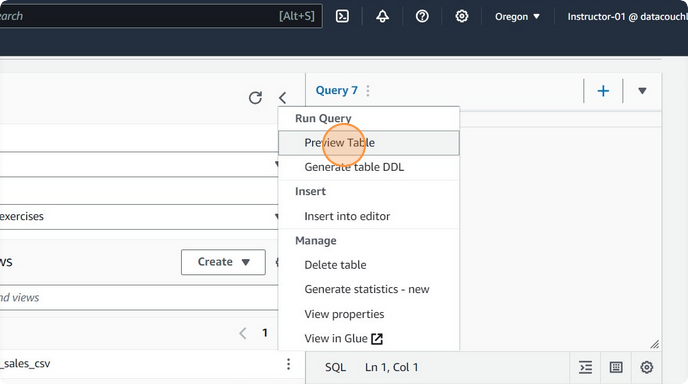 earch [Alt+S] Oregon ▼ Instructor-01 @ datacouchl
Query 7
Run Query
Preview Table
Generate table DDL
Insert
Insert into editor
exercises
Manage
ws Create ▼
Delete table
nd views
Generate statistics - new
View properties
1
View in Glue
_sales_csv
SQL Ln 1, Col 1